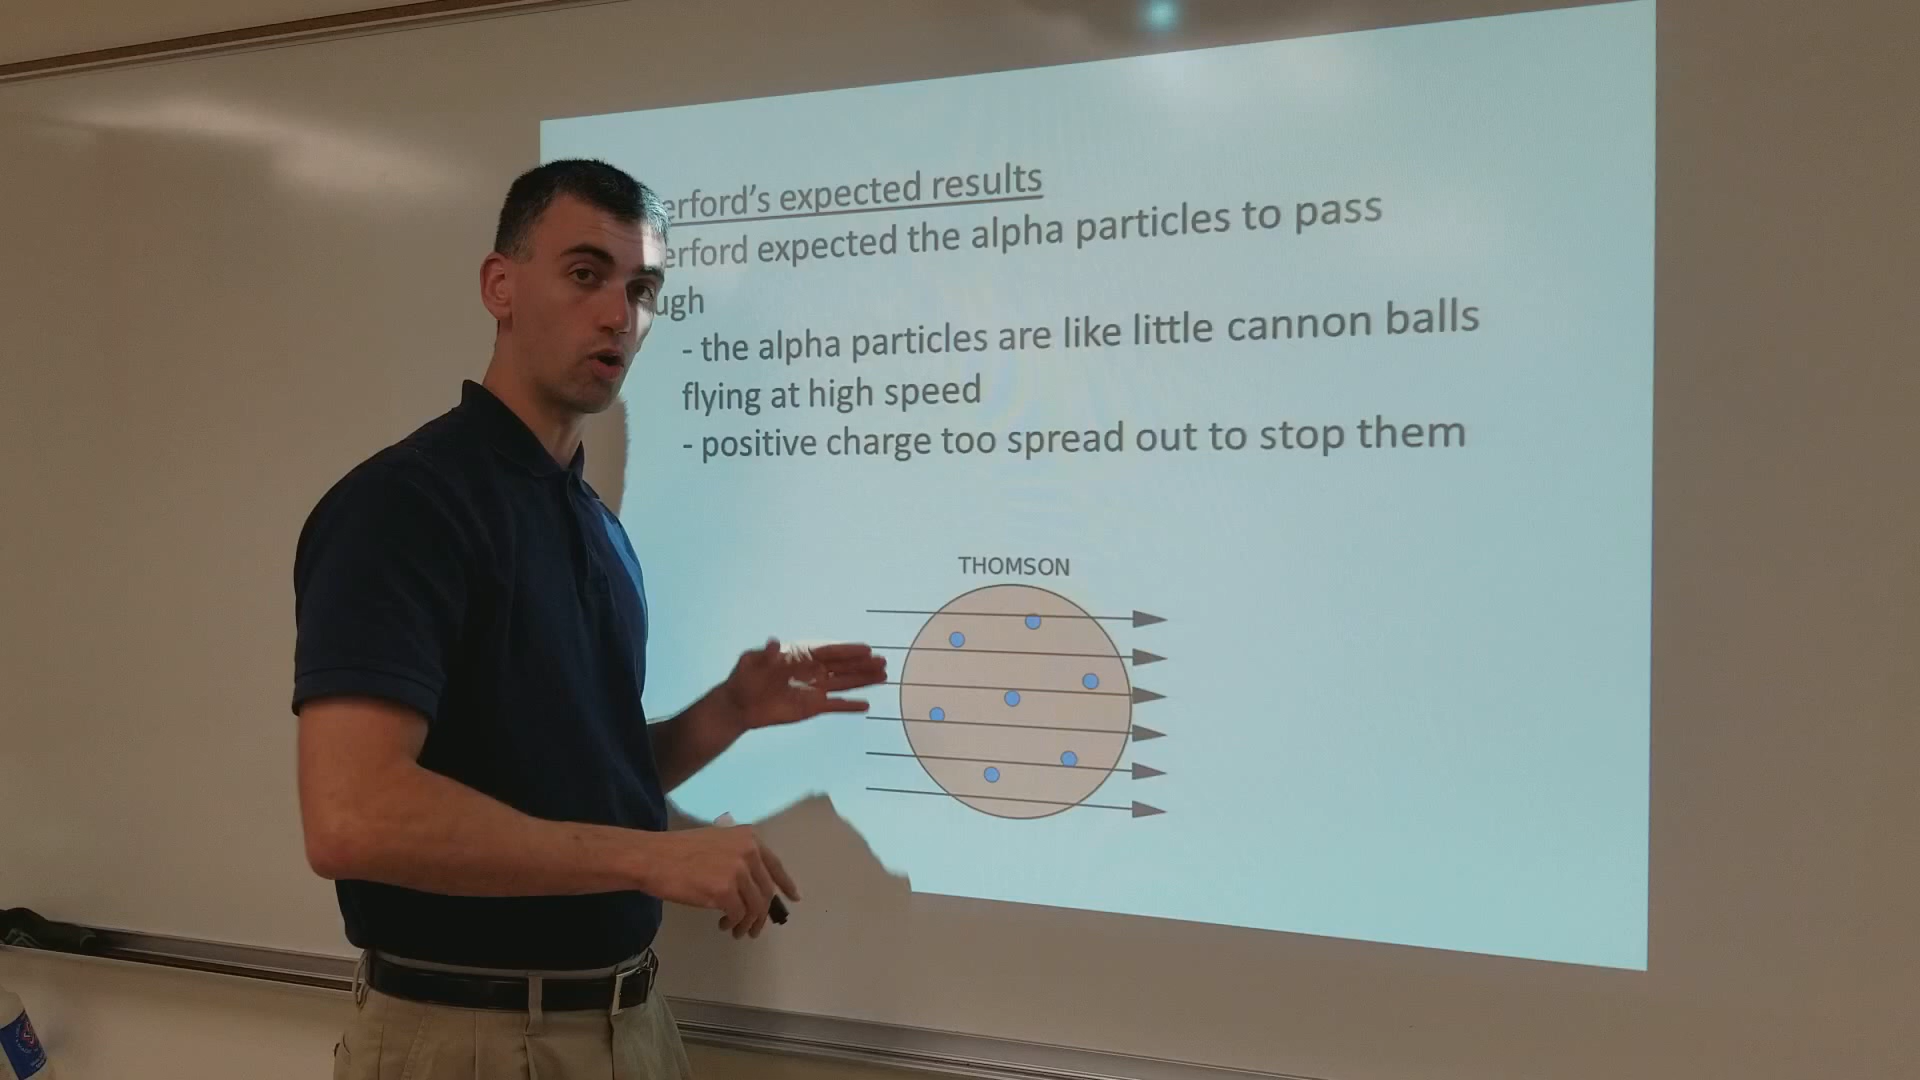 erford's expected results
erford expected the alpha particles to pass
ugh
- the alpha particles are like little cannon balls
flying at high speed
- positive charge too spread out to stop them
THOMSON